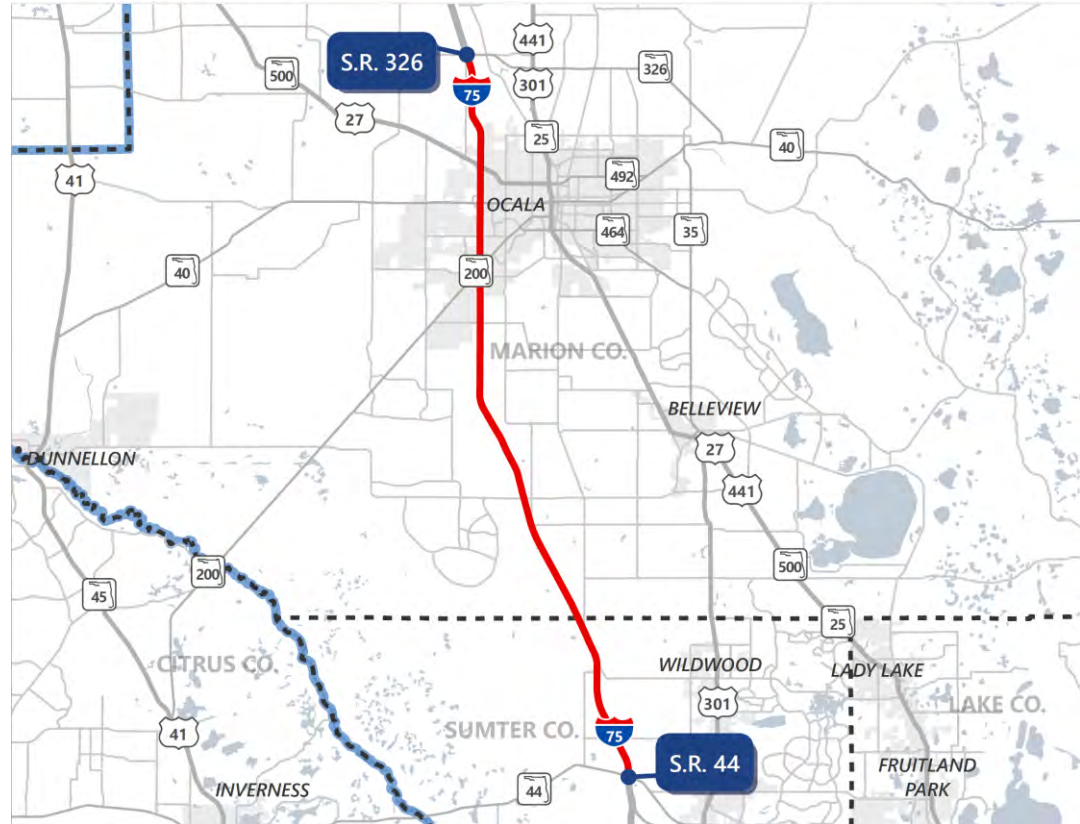 441
S.R. 326
500
326
301
75
27
25
40
41
492
OCALA
464
35
40
200
MARION CO.
BELLEVIEW
27
DUNNELLON
441
200
500
45
25
CITRUS CO.
WILDWOOD
LADY LAKE
301
LAKE CO.
SUMTER CO.
75
41
S.R. 44
FRUITLAND
PARK
INVERNESS
44